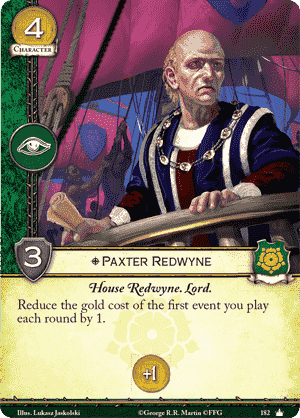 4
CHARACTER
3
PAXTER REDWYNE
House Redwyne. Lord.
Reduce the gold cost of the first event you play
each round by 1.
+1
Illus. Lukasz Jaskolski
©George R.R. Martin ©FFG
182